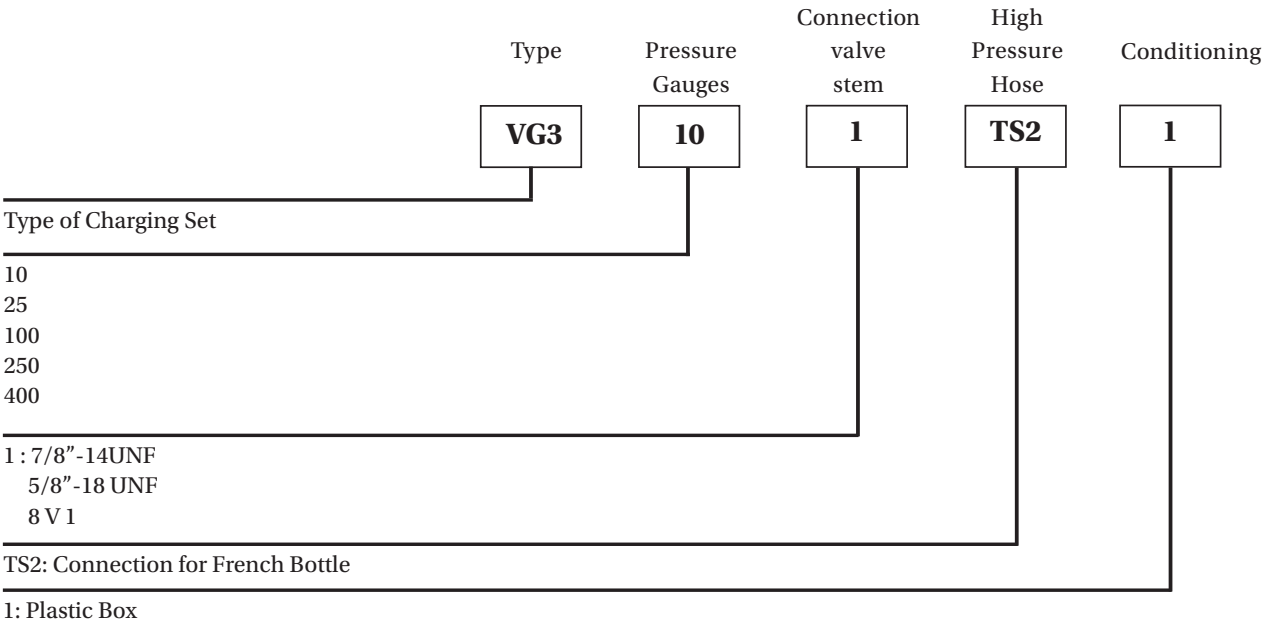 Connection High
Type Pressure valve Pressure Conditioning
Gauges stem Hose
VG3 10 1 TS2 1
Type of Charging Set
10
25
100
250
400
1 : 7/8"-14UNF
5/8"-18 UNF
8 V 1
TS2: Connection for French Bottle
1: Plastic Box